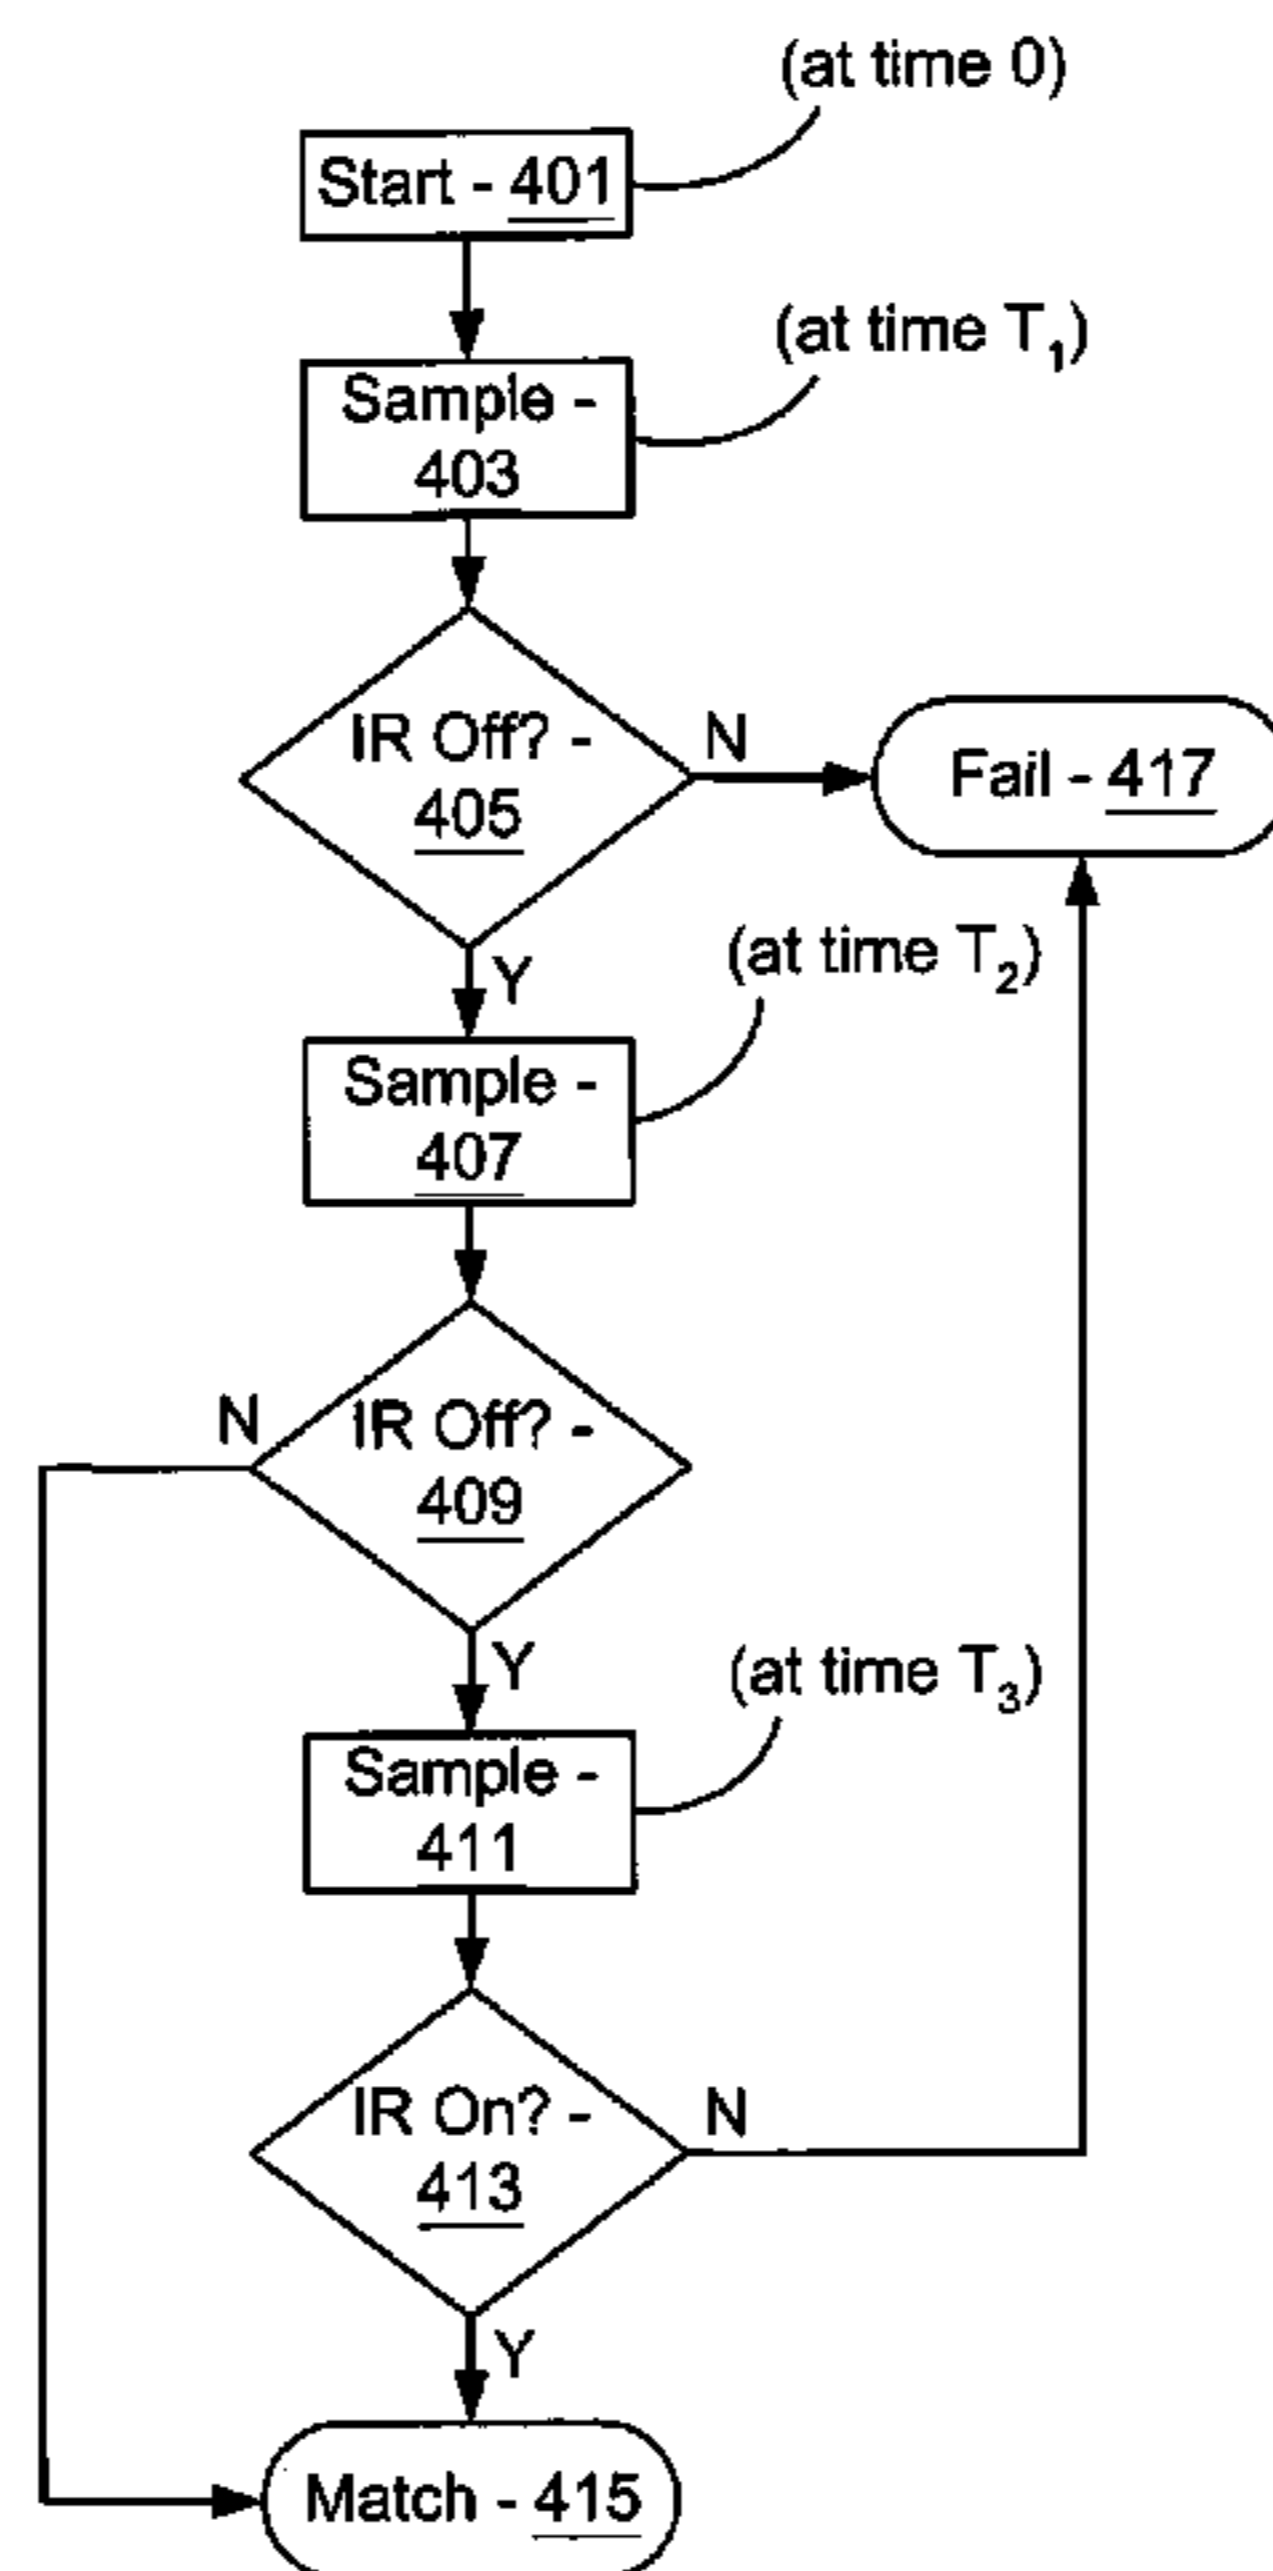 (at time 0)
Start - 401
(at time T₁)
Sample -
403
IR Off? -
405
N
Fail - 417
Y
(at time T₂)
Sample -
407
N
IR Off? -
409
Y
(at time T₃)
Sample -
411
IR On? -
413
N
Y
Match - 415